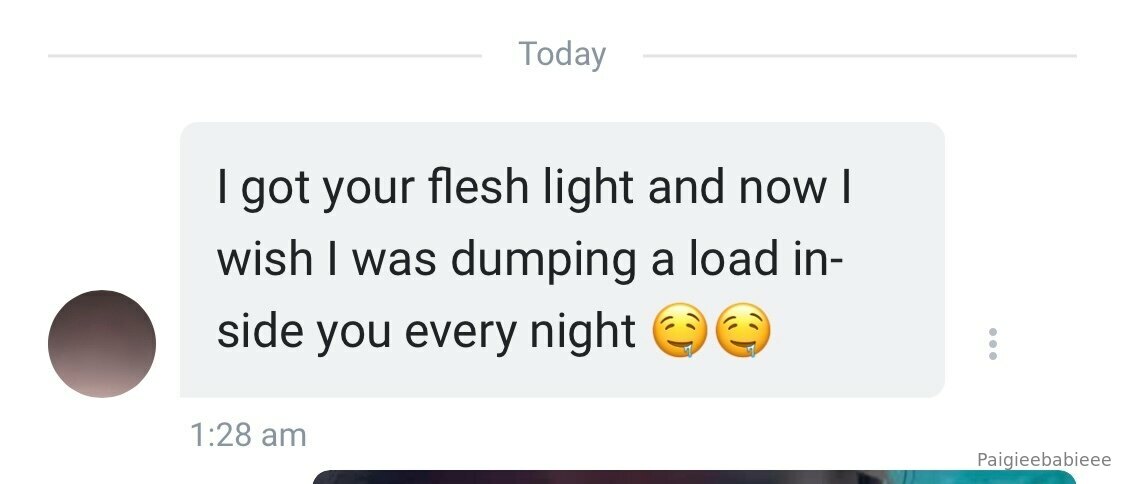 Today
I got your flesh light and now I
wish I was dumping a load in-
side you every night 🤤🤤
1:28 am
Paigieebabieee